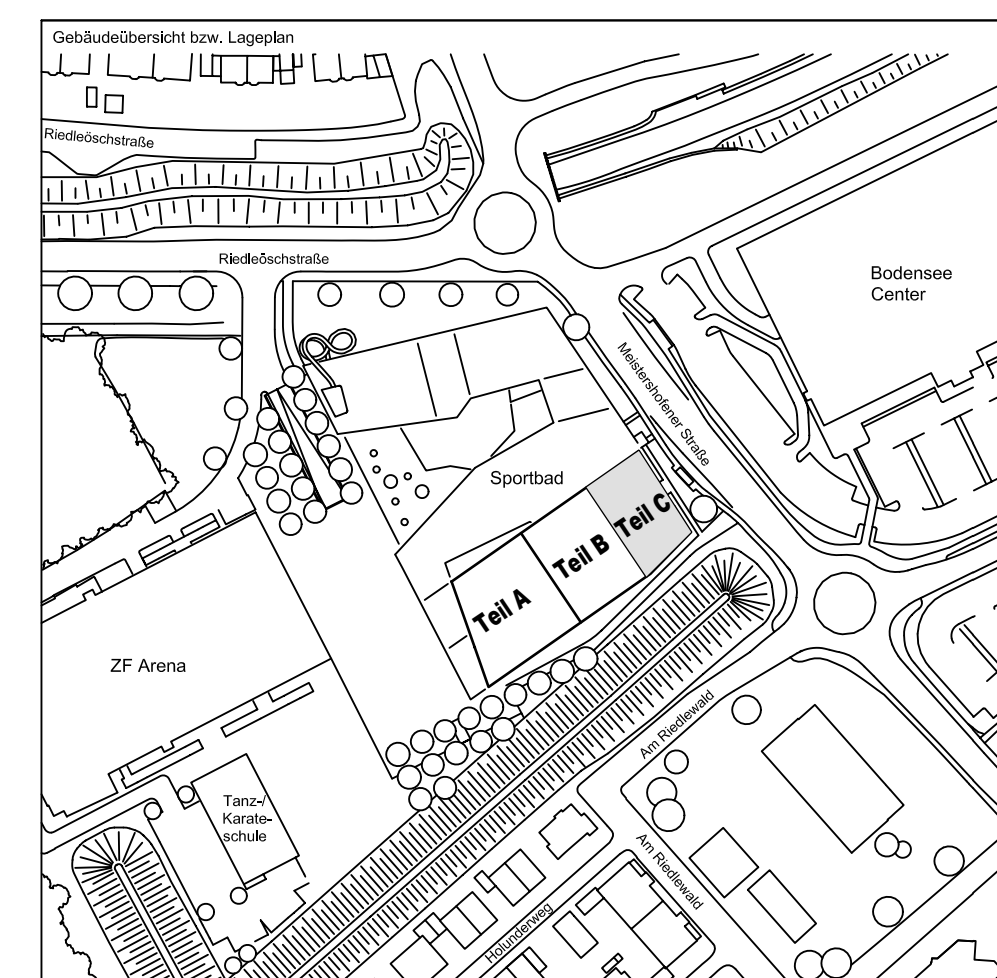 Gebäudeübersicht bzw. Lageplan
Riedleöschstraße
Riedleöschstraße
Bodensee
Center
Meistershofener Straße
Sportbad
Teil C
Teil B
Teil A
ZF Arena
Am Riedlewald
Tanz-/
Karate-
schule
Am Riedlewald
Holunderweg